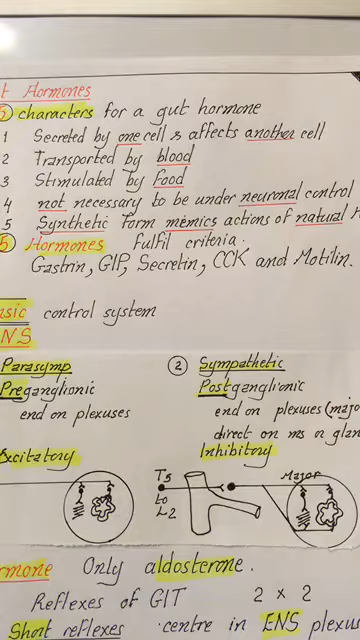 t Hormones
5 characters for a gut hormone
1 Secreted by one cell & affects another cell
2 Transported by blood
3 Stimulated by Food
4 not necessary to be under neuronal control
5 Synthetic form mimics actions of natural H
5 Hormones Fulfil criteria.
Gastrin, GIP, Secretin, CCK and Motilin.
nsic control system
NS
Parasymp
Preganglionic
end on plexuses
Excitatory
2 Sympathetic
Postganglionic
end on plexuses (major
direct on ms or glan
Inhibitory
T5
to
L2
Major
rmone Only aldosterone.
Reflexes of GIT 2 x 2
Short reflexes centre in ENS plexu